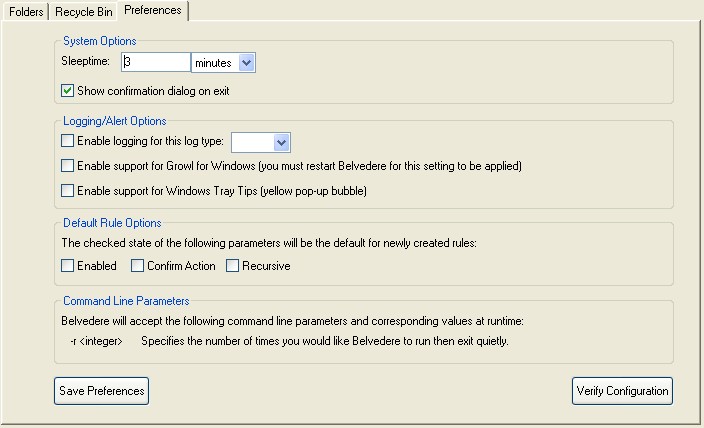 Folders Recycle Bin Preferences
System Options
Sleeptime: 3 minutes
Show confirmation dialog on exit
Logging/Alert Options
Enable logging for this log type:
Enable support for Growl for Windows (you must restart Belvedere for this setting to be applied)
Enable support for Windows Tray Tips (yellow pop-up bubble)
Default Rule Options
The checked state of the following parameters will be the default for newly created rules:
Enabled Confirm Action Recursive
Command Line Parameters
Belvedere will accept the following command line parameters and corresponding values at runtime:
-r <integer> Specifies the number of times you would like Belvedere to run then exit quietly.
Save Preferences Verify Configuration